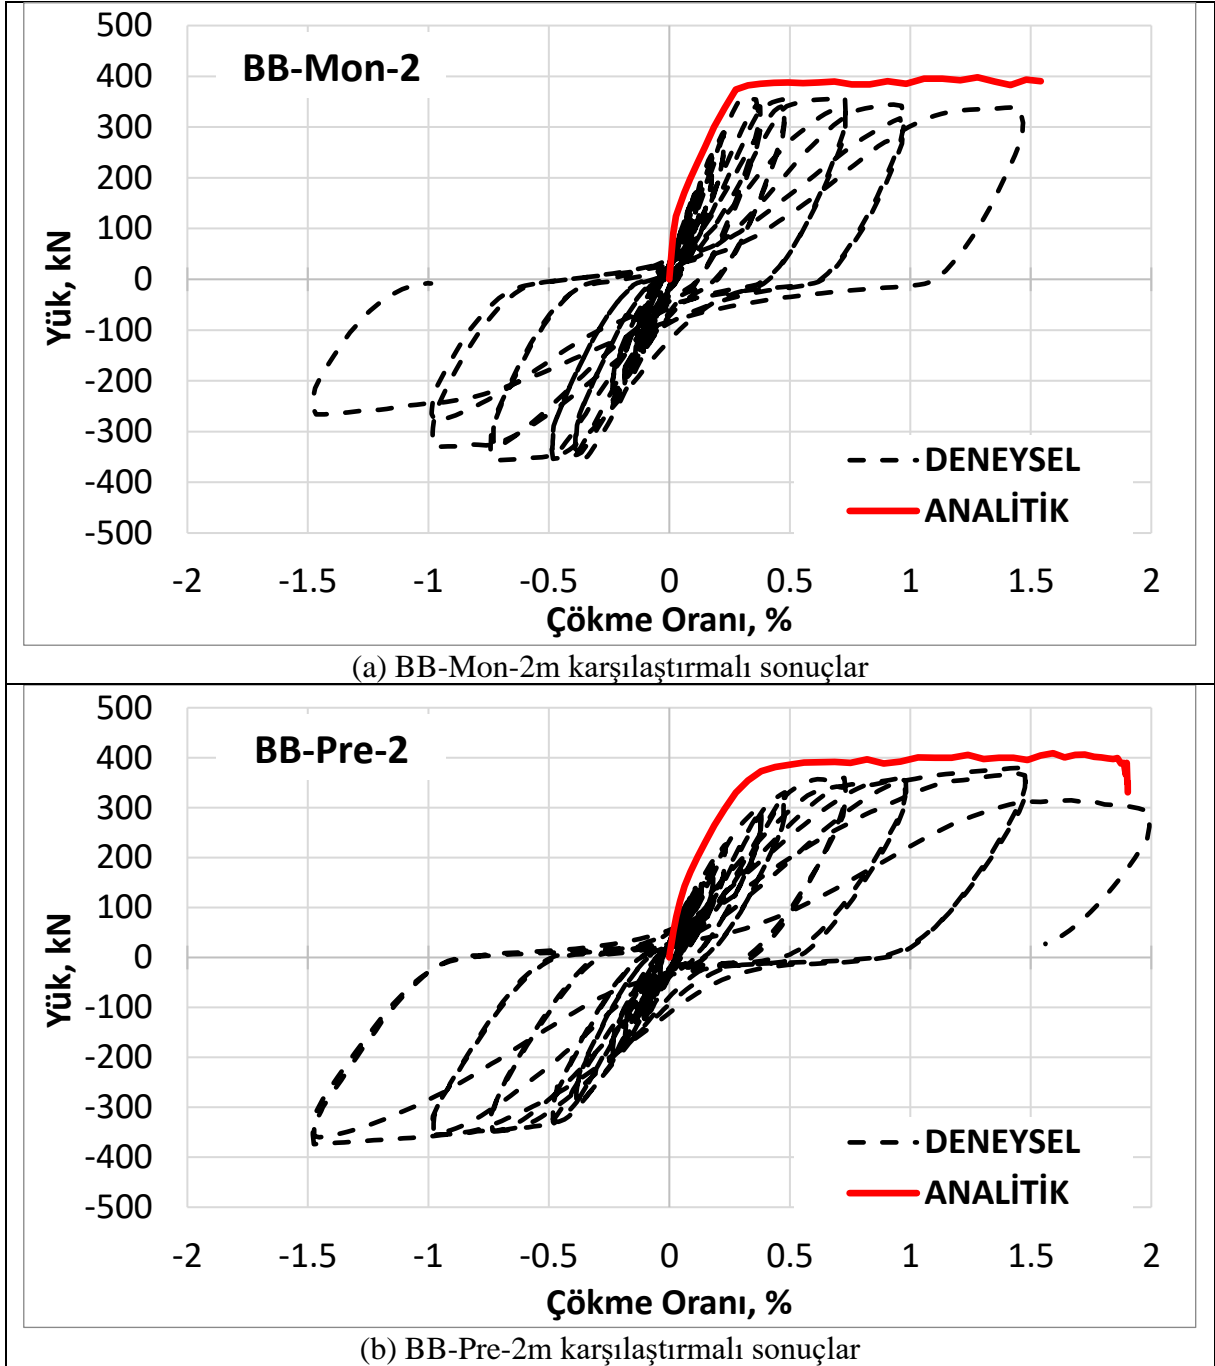 500
400
300
200
100
0
-100
-200
-300
-400
-500
Yük, kN
BB-Mon-2
DENEYSEL
ANALİTİK
-2 -1.5 -1 -0.5 0 0.5 1 1.5 2
Çökme Oranı, %
(a) BB-Mon-2m karşılaştırmalı sonuçlar
500
400
300
200
100
0
-100
-200
-300
-400
-500
Yük, kN
BB-Pre-2
DENEYSEL
ANALİTİK
-2 -1.5 -1 -0.5 0 0.5 1 1.5 2
Çökme Oranı, %
(b) BB-Pre-2m karşılaştırmalı sonuçlar